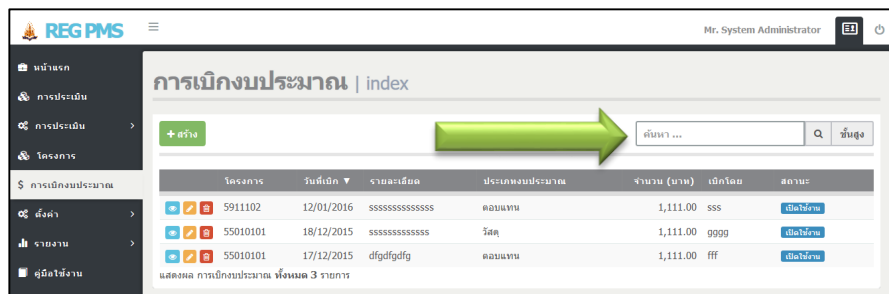 REG PMS
Mr. System Administrator
หน้าแรก
การประเมิน
การประเมิน
โครงการ
$ การเบิกงบประมาณ
ตั้งค่า
รายงาน
คู่มือใช้งาน
การเบิกงบประมาณ | index
+ สร้าง
ค้นหา ...
ขั้นสูง
โครงการ วันที่เบิก ▼ รายละเอียด ประเภทงบประมาณ จำนวน (บาท) เบิกโดย สถานะ
5911102 12/01/2016 ssssssssssssss ตอบแทน 1,111.00 sss เปิดใช้งาน
55010101 18/12/2015 sssssssssssss วัสดุ 1,111.00 gggg เปิดใช้งาน
55010101 17/12/2015 dfgdfgdfg ตอบแทน 1,111.00 fff เปิดใช้งาน
แสดงผล การเบิกงบประมาณ ทั้งหมด 3 รายการ